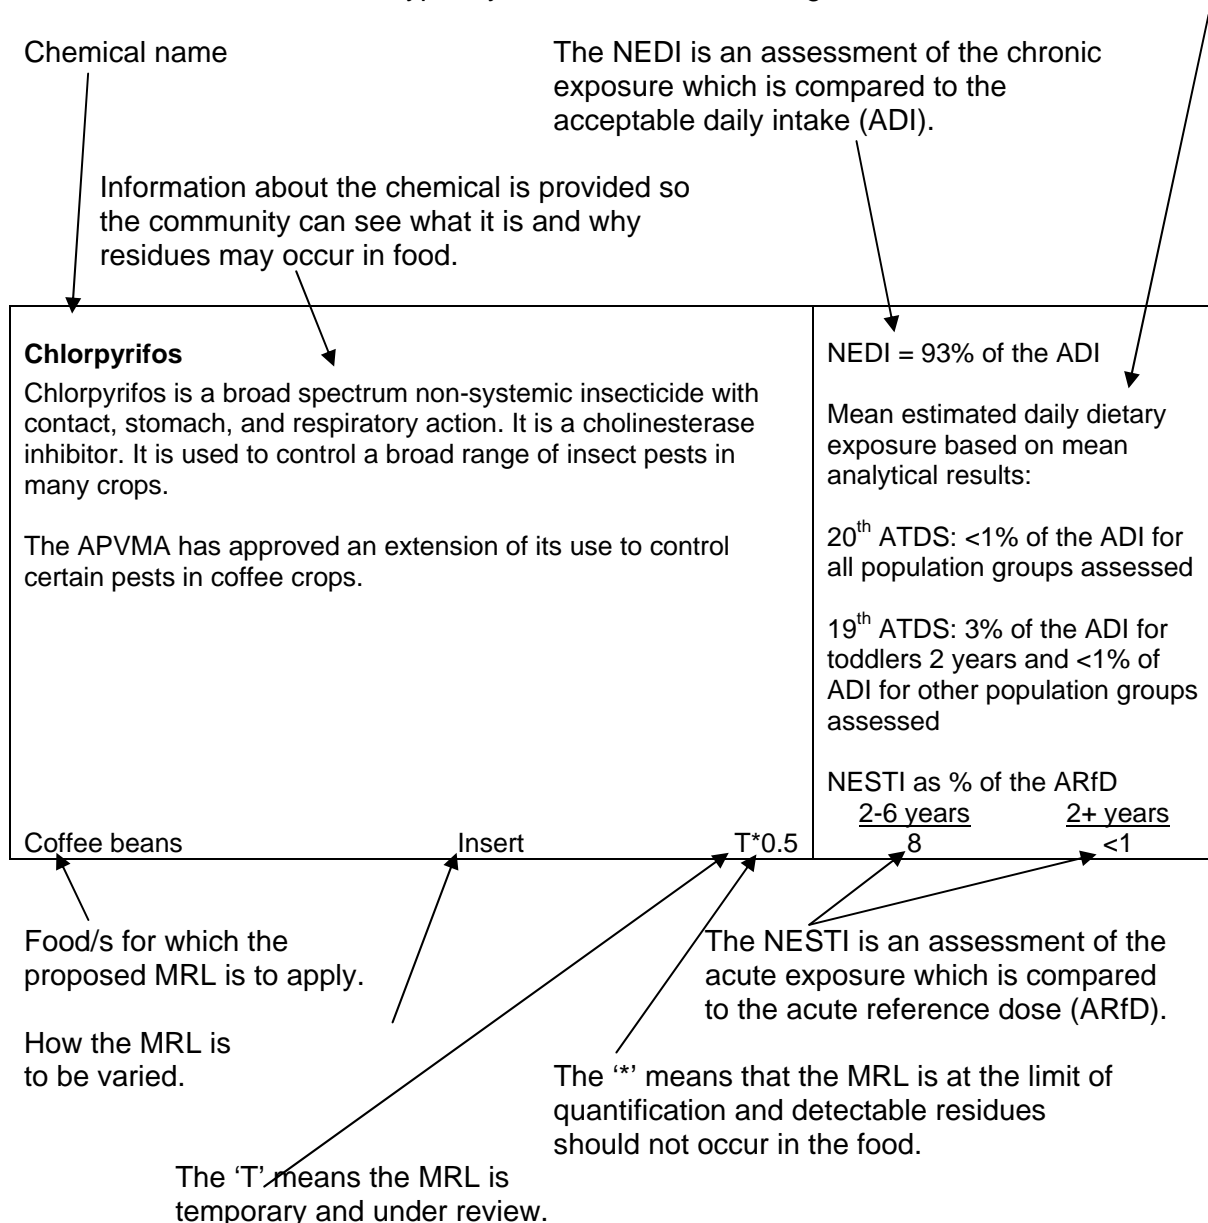 Chemical name
The NEDI is an assessment of the chronic
exposure which is compared to the
acceptable daily intake (ADI).
Information about the chemical is provided so
the community can see what it is and why
residues may occur in food.
Chlorpyrifos
Chlorpyrifos is a broad spectrum non-systemic insecticide with
contact, stomach, and respiratory action. It is a cholinesterase
inhibitor. It is used to control a broad range of insect pests in
many crops.
The APVMA has approved an extension of its use to control
certain pests in coffee crops.
Coffee beans Insert T*0.5
NEDI = 93% of the ADI
Mean estimated daily dietary
exposure based on mean
analytical results:
20th ATDS: <1% of the ADI for
all population groups assessed
19th ATDS: 3% of the ADI for
toddlers 2 years and <1% of
ADI for other population groups
assessed
NESTI as % of the ARfD
2-6 years 2+ years
8 <1
Food/s for which the
proposed MRL is to apply.
How the MRL is
to be varied.
The NESTI is an assessment of the
acute exposure which is compared
to the acute reference dose (ARfD).
The ‘*’ means that the MRL is at the limit of
quantification and detectable residues
should not occur in the food.
The ‘T’ means the MRL is
temporary and under review.